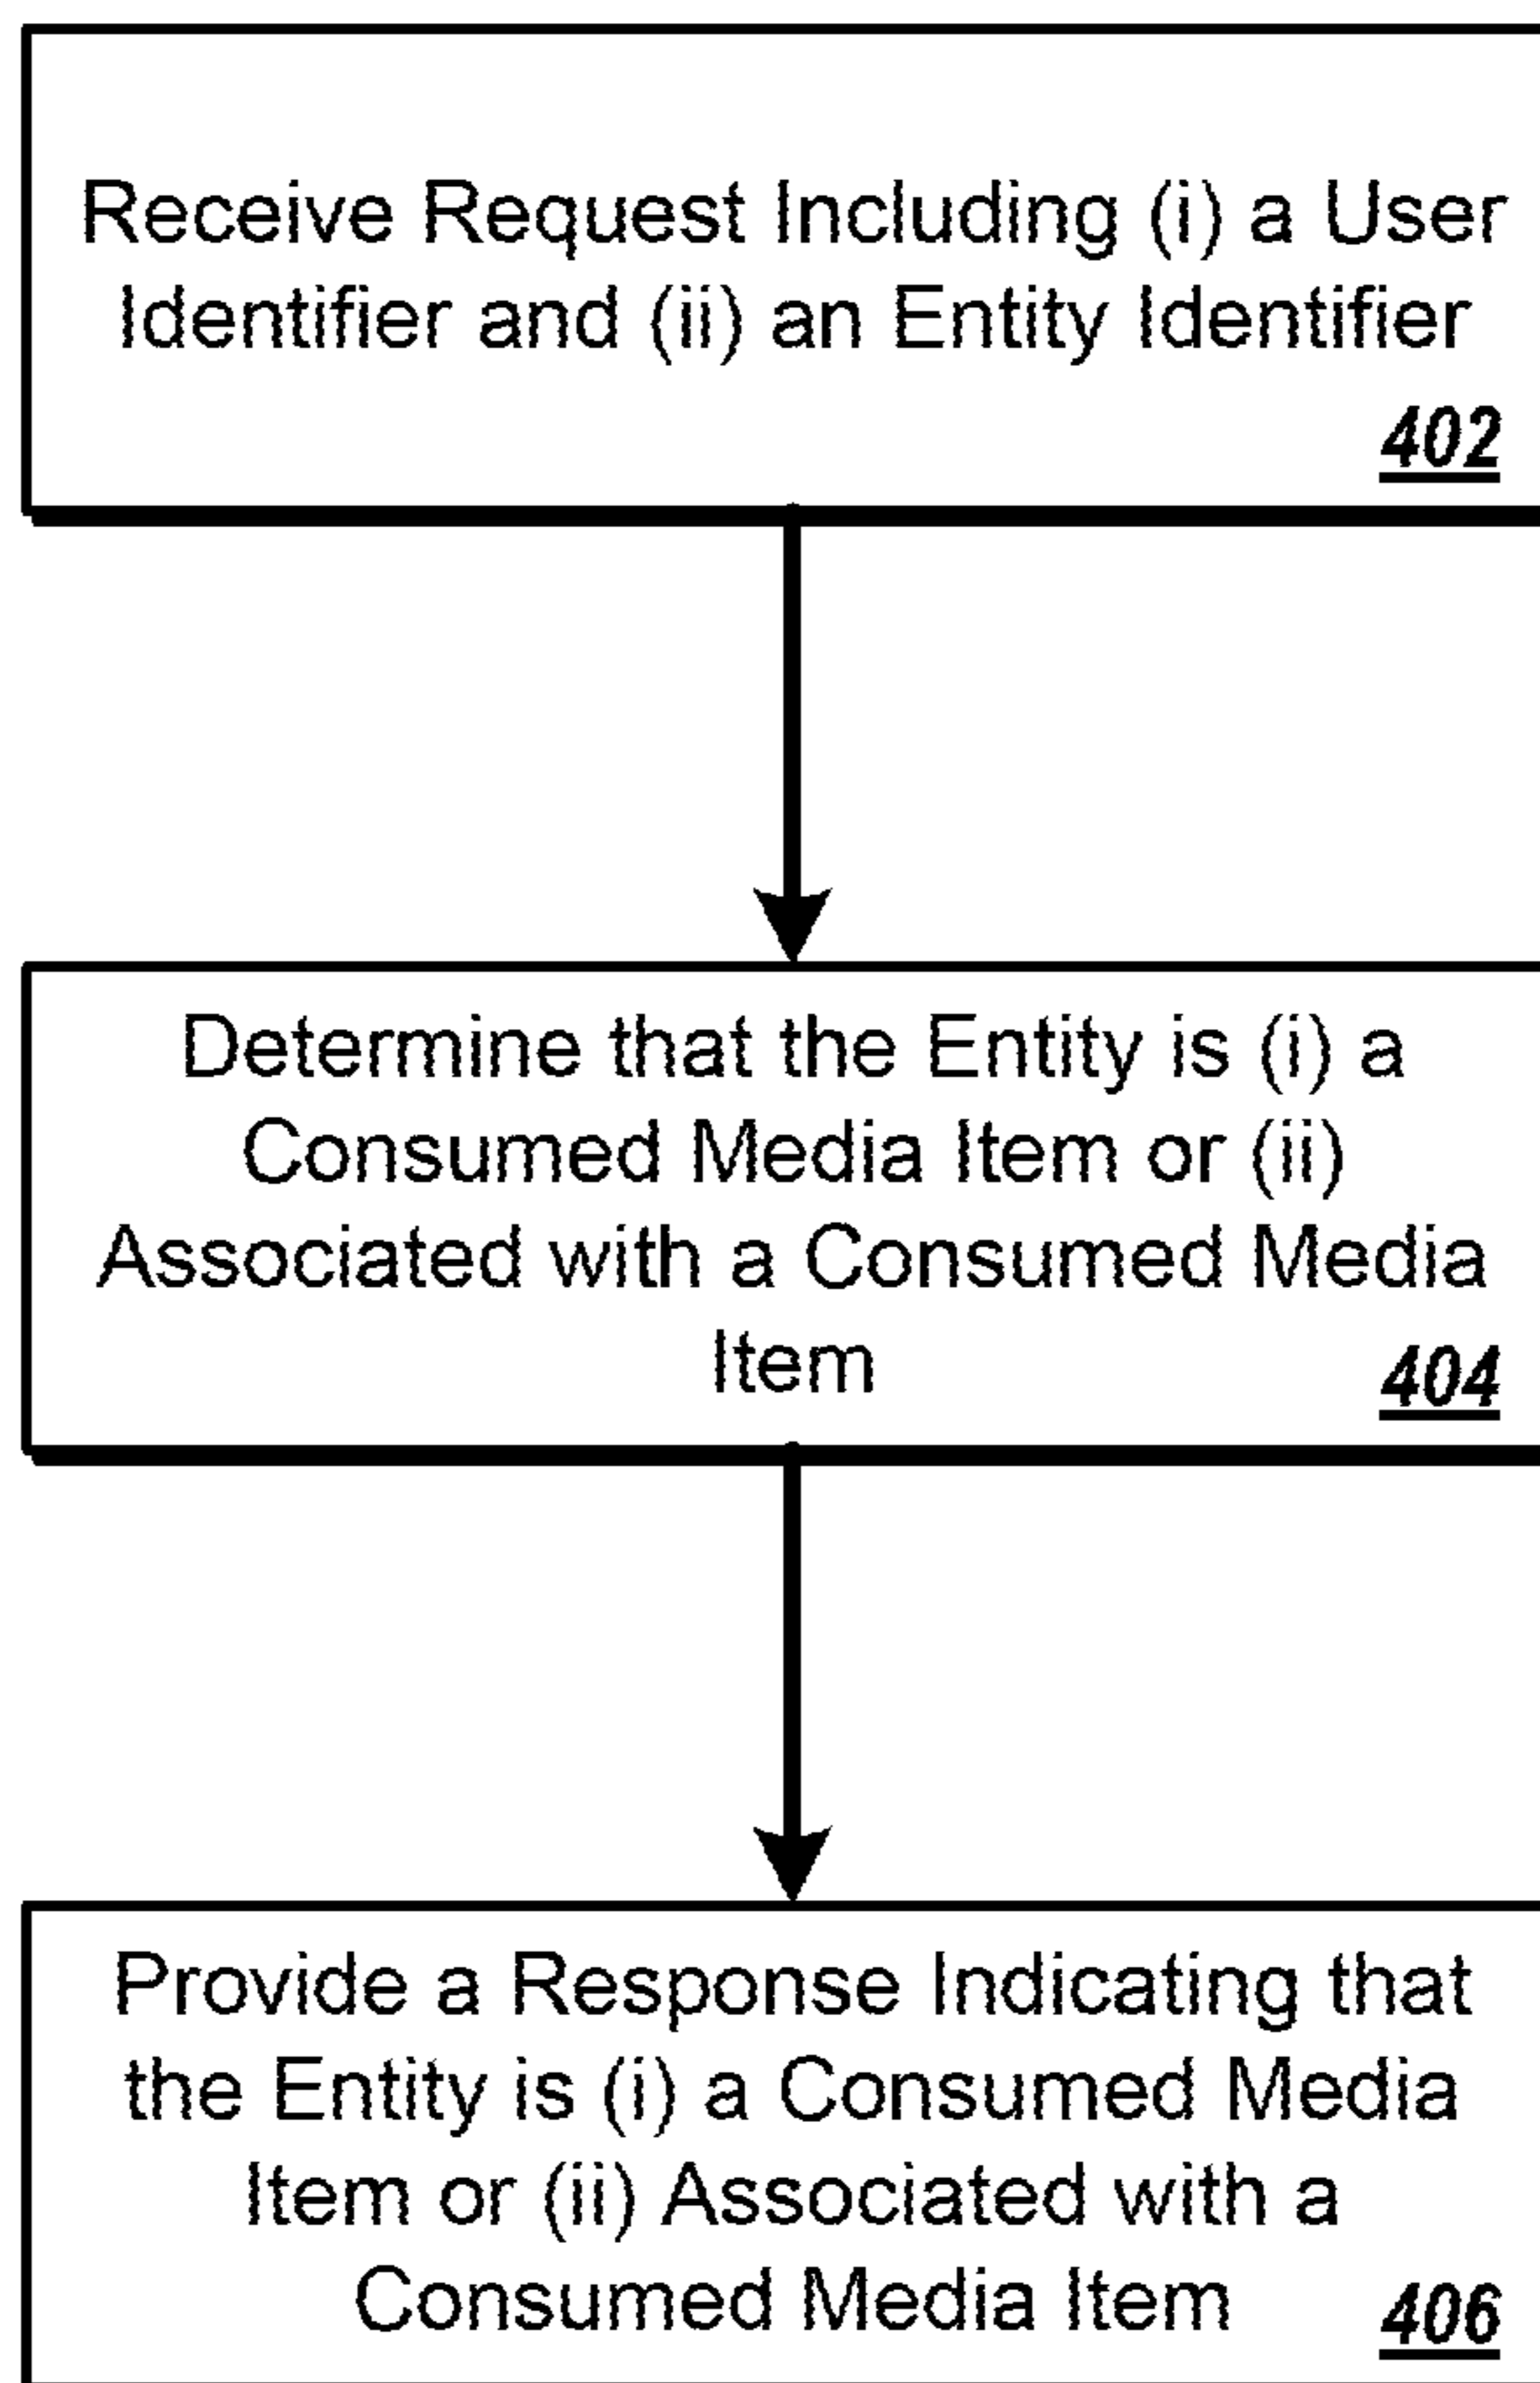 Receive Request Including (i) a User
Identifier and (ii) an Entity Identifier
402
Determine that the Entity is (i) a
Consumed Media Item or (ii)
Associated with a Consumed Media
Item
404
Provide a Response Indicating that
the Entity is (i) a Consumed Media
Item or (ii) Associated with a
Consumed Media Item
406